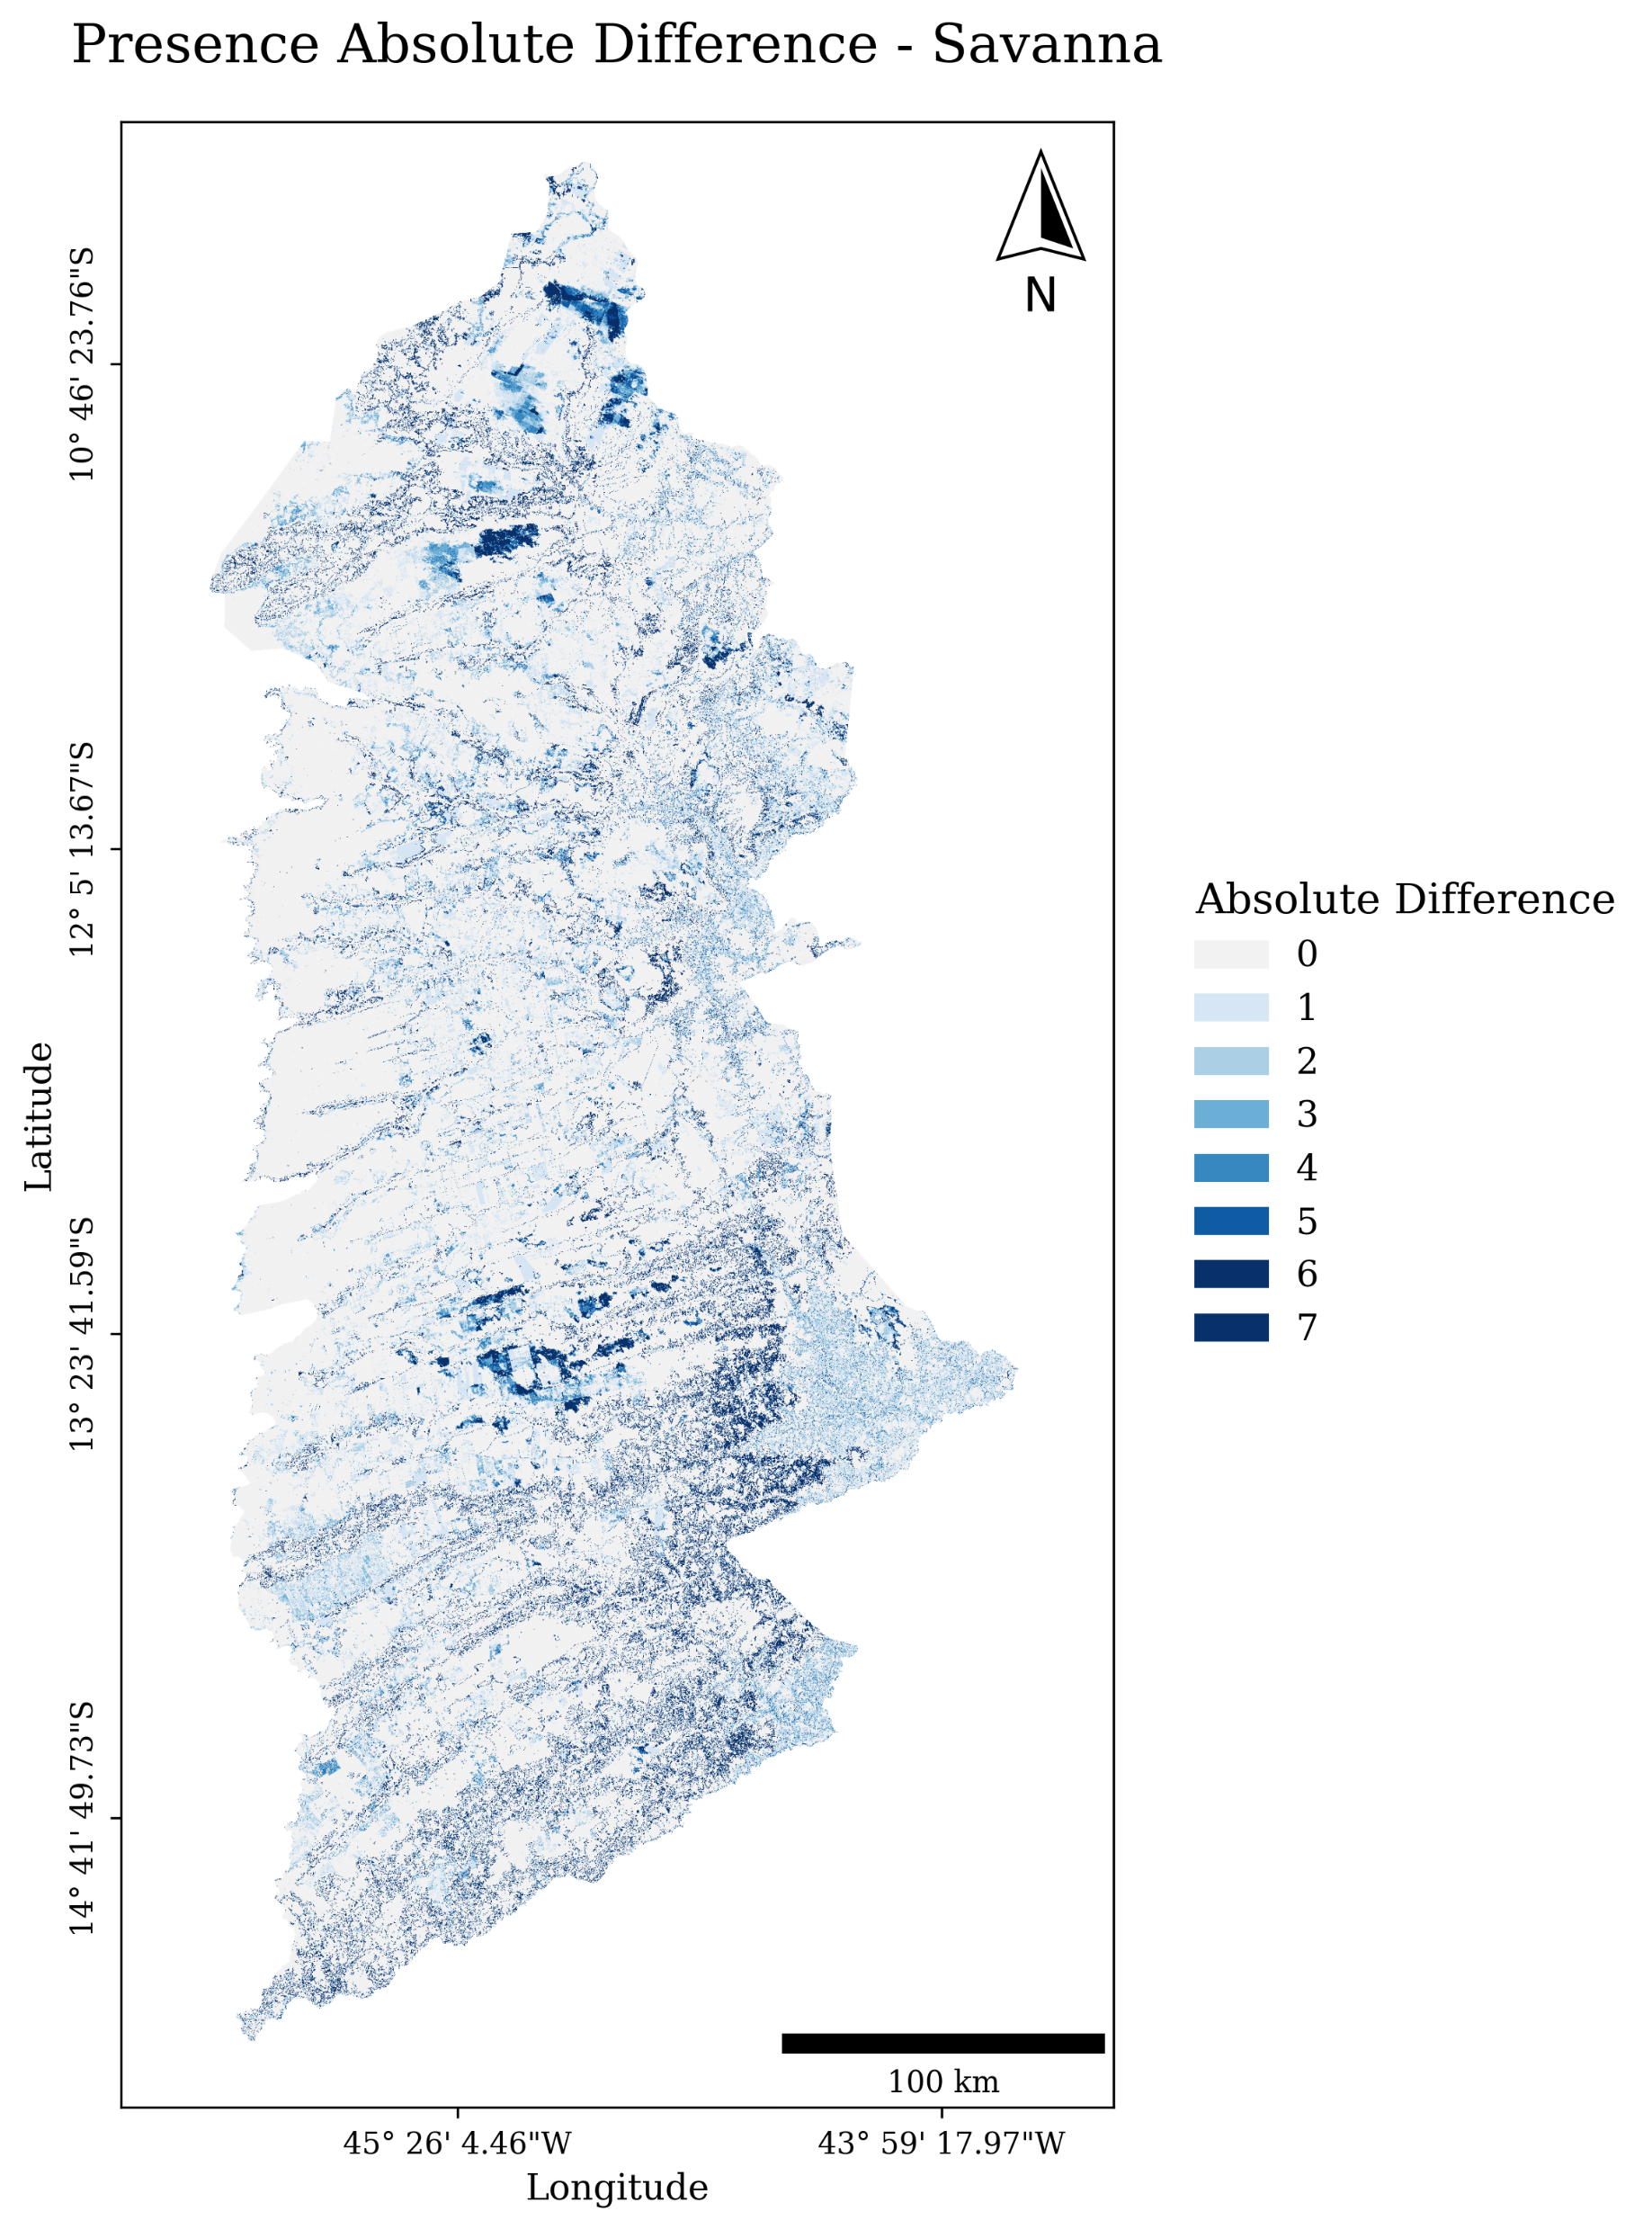 Presence Absolute Difference - Savanna
N
10° 46' 23.76"S
12° 5' 13.67"S
13° 23' 41.59"S
14° 41' 49.73"S
Latitude
100 km
45° 26' 4.46"W
43° 59' 17.97"W
Longitude
Absolute Difference
0
1
2
3
4
5
6
7